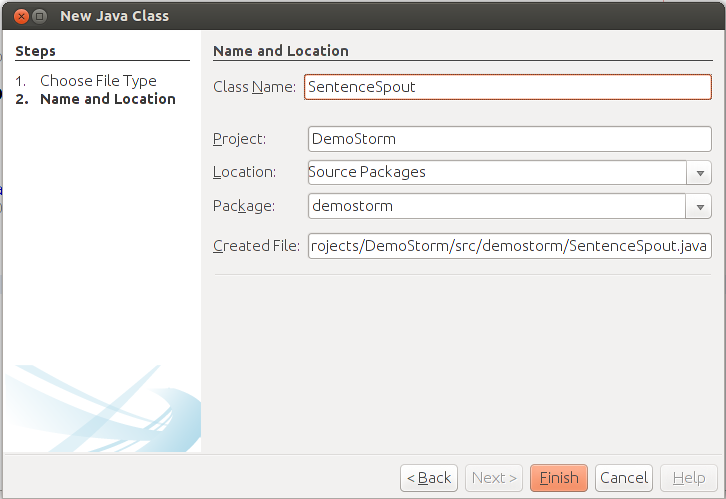 New Java Class
Steps
1. Choose File Type
2. Name and Location
Name and Location
Class Name: SentenceSpout
Project: DemoStorm
Location: Source Packages
Package: demostorm
Created File: rojects/DemoStorm/src/demostorm/SentenceSpout.java
< Back Next > Finish Cancel Help